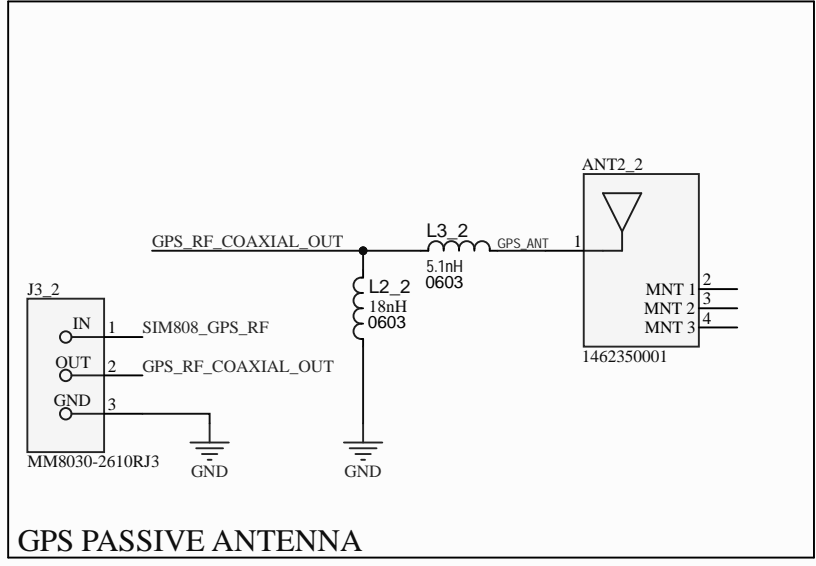 ANT2_2
L3_2
GPS_RF_COAXIAL_OUT
GPS_ANT
1
5.1nH
0603
J3_2
L2_2
18nH
0603
MNT 1 2
MNT 2 3
MNT 3 4
1462350001
IN 1 SIM808_GPS_RF
OUT 2 GPS_RF_COAXIAL_OUT
GND 3
MM8030-2610RJ3
GND
GND
GPS PASSIVE ANTENNA